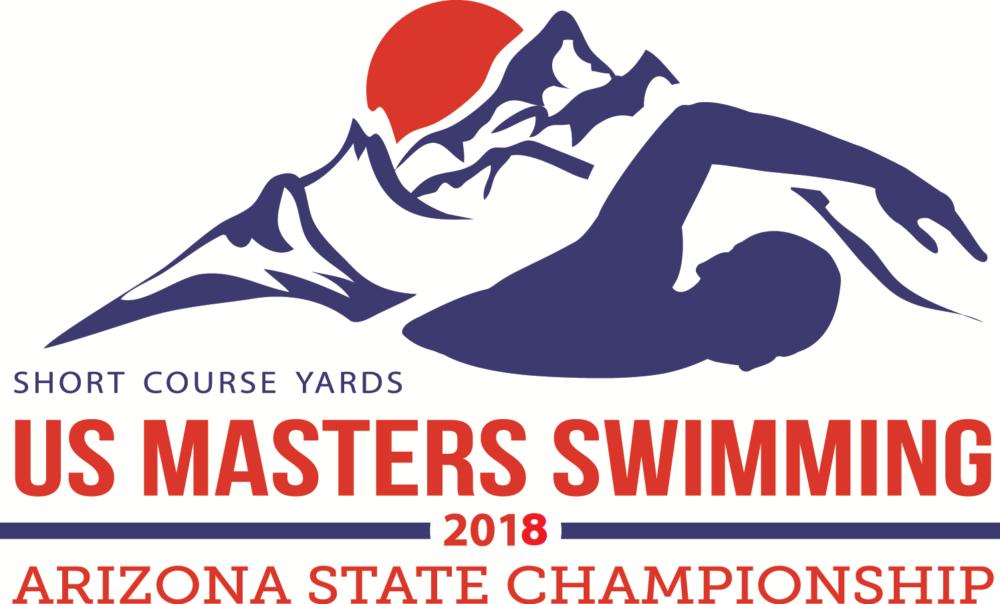 SHORT COURSE YARDS
US MASTERS SWIMMING
2018
ARIZONA STATE CHAMPIONSHIP